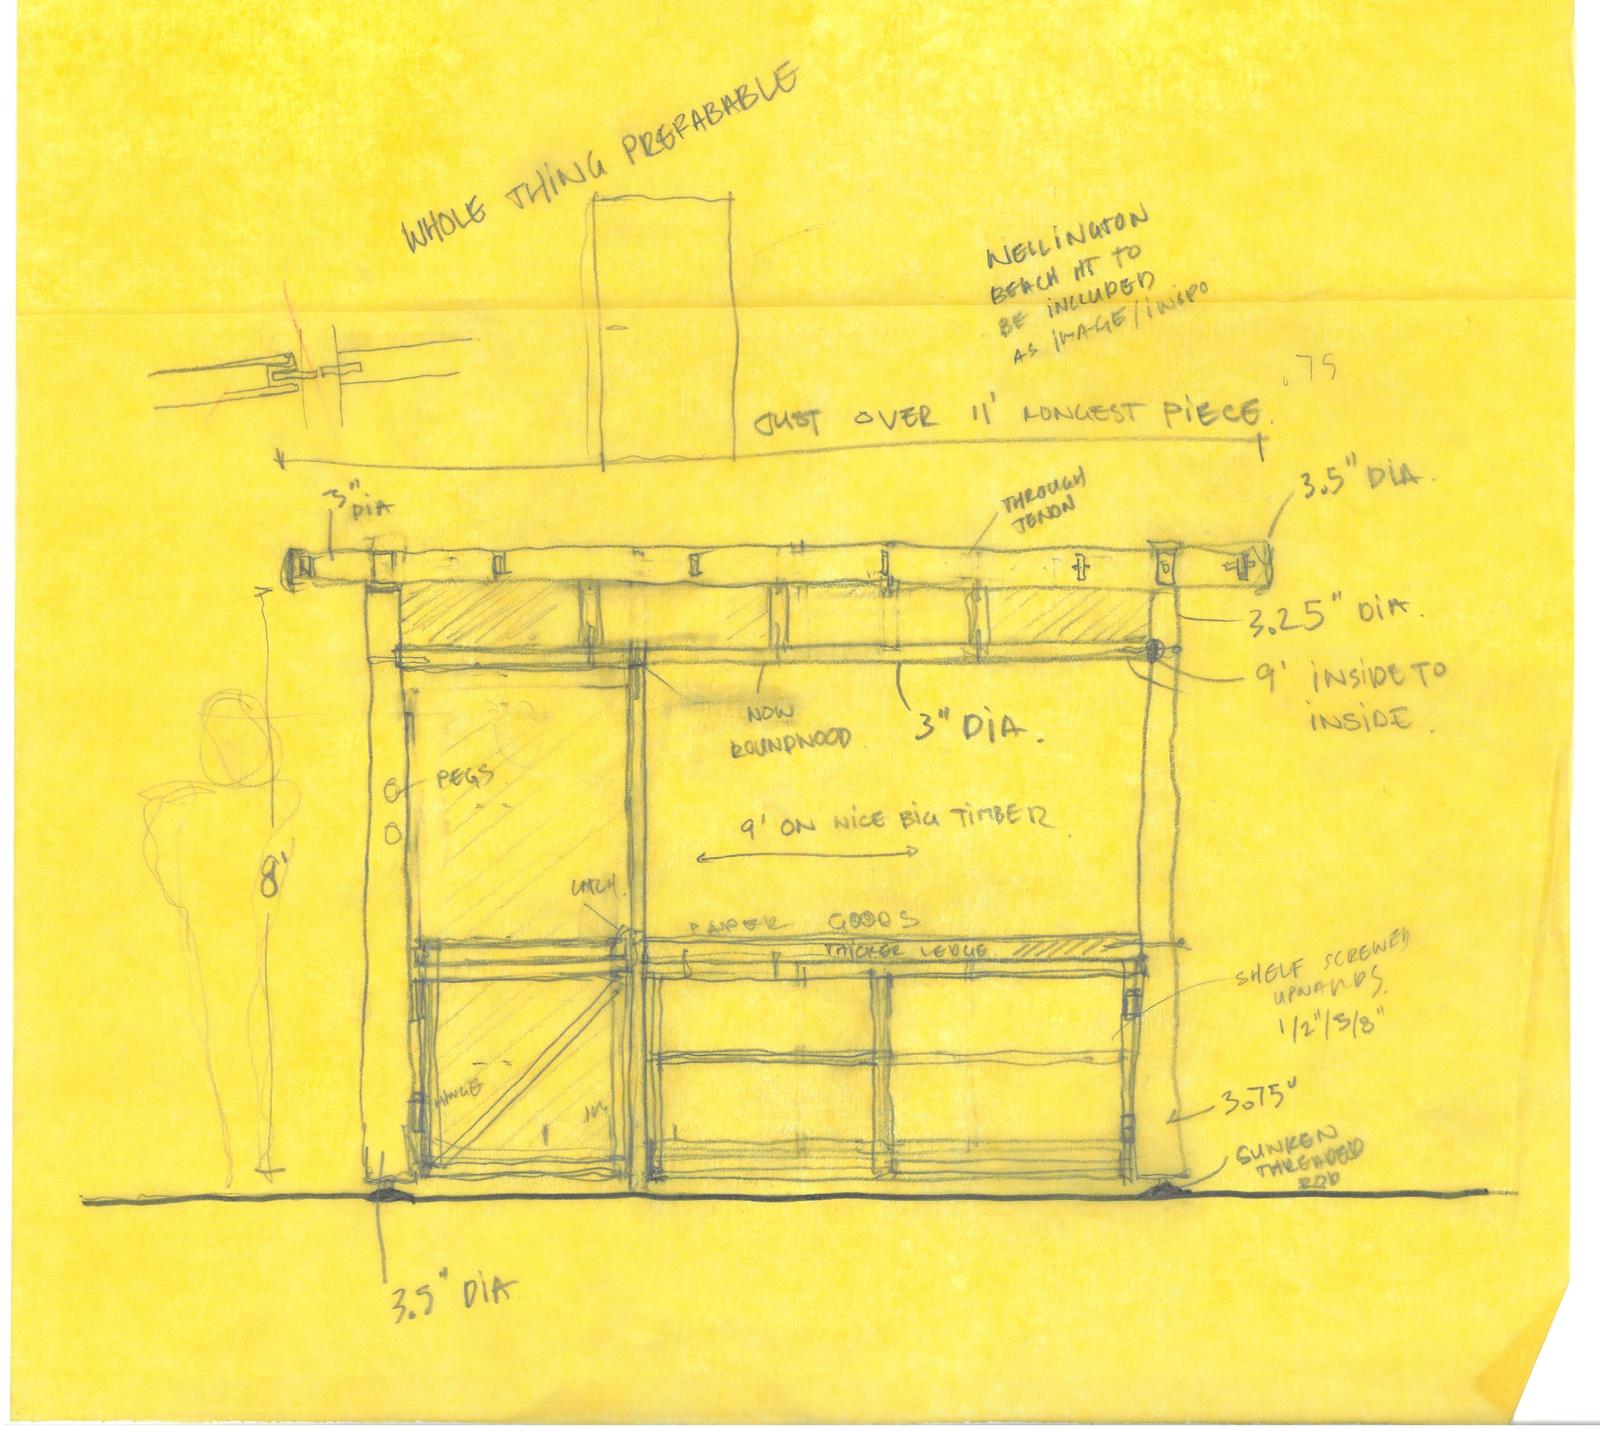 WHOLE THING PREFABABLE
WELLINGTON
BEACH HT TO
BE INCLUDED
AS IMAGE/INSPO
.75
JUST OVER 11' LONGEST PIECE.
3"
DIA
THROUGH
TENON
3.5" DIA.
3.25" DIA.
9' INSIDE TO
INSIDE.
NOW
ROUNDWOOD.
3" DIA.
PEGS
9' ON NICE BIG TIMBER.
8'
LATCH.
PAPER GOODS
THICKER LEDGE
SHELF SCREWED
UPWARDS.
1/2"/5/8"
HINGE
3.75"
SUNKEN
THREADED
ROD
3.5" DIA